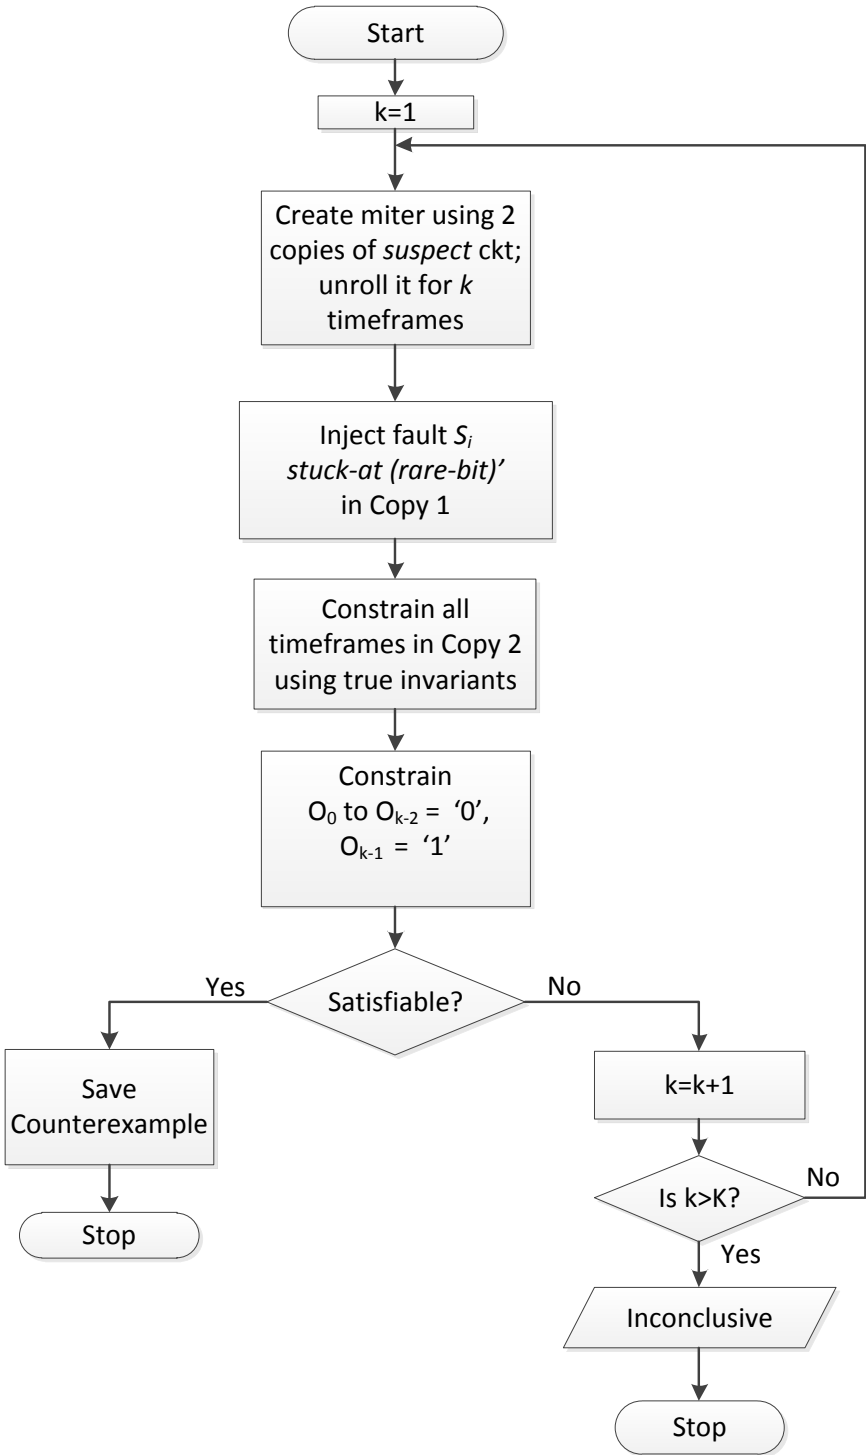 Start
k=1
Create miter using 2
copies of suspect ckt;
unroll it for k
timeframes
Inject fault Sᵢ
stuck-at (rare-bit)’
in Copy 1
Constrain all
timeframes in Copy 2
using true invariants
Constrain
O₀ to Oₖ₋₂ = ‘0’,
Oₖ₋₁ = ‘1’
Satisfiable?
Yes
No
Save
Counterexample
Stop
k=k+1
Is k>K?
No
Yes
Inconclusive
Stop